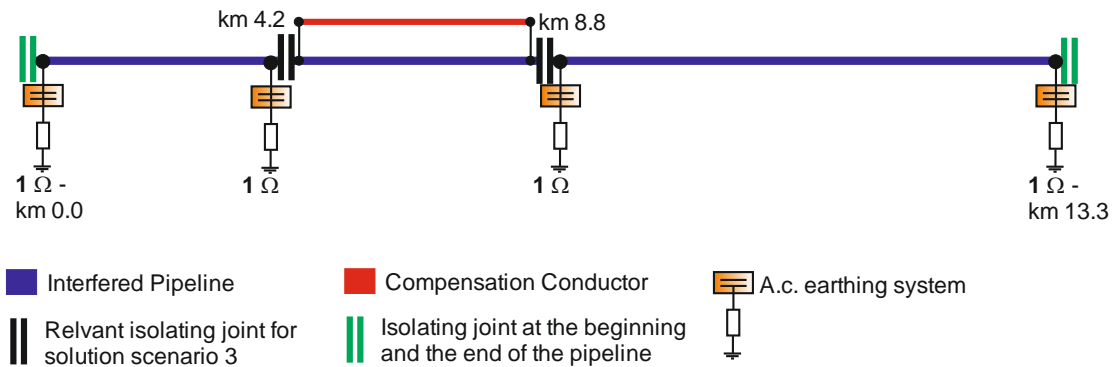 km 4.2
km 8.8
1 Ω -
km 0.0
1 Ω
1 Ω
1 Ω -
km 13.3
Interfered Pipeline
Compensation Conductor
A.c. earthing system
Relvant isolating joint for
solution scenario 3
Isolating joint at the beginning
and the end of the pipeline